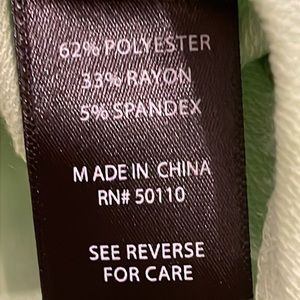 62% POLYESTER
33% RAYON
5% SPANDEX
MADE IN CHINA
RN# 50110
SEE REVERSE
FOR CARE